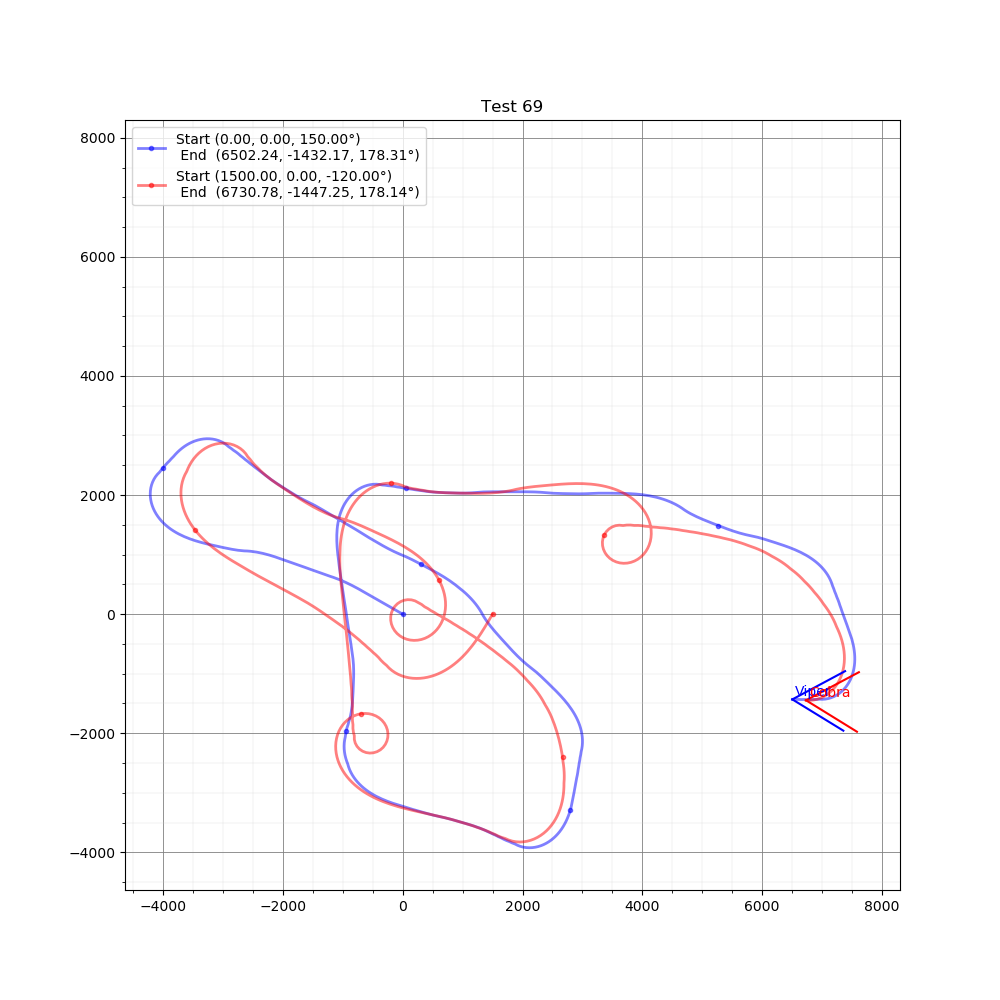 Test 69
Start (0.00, 0.00, 150.00°)
End (6502.24, -1432.17, 178.31°)
Start (1500.00, 0.00, -120.00°)
End (6730.78, -1447.25, 178.14°)
8000
6000
4000
2000
0
−2000
−4000
Viper
Cobra
−4000 −2000 0 2000 4000 6000 8000